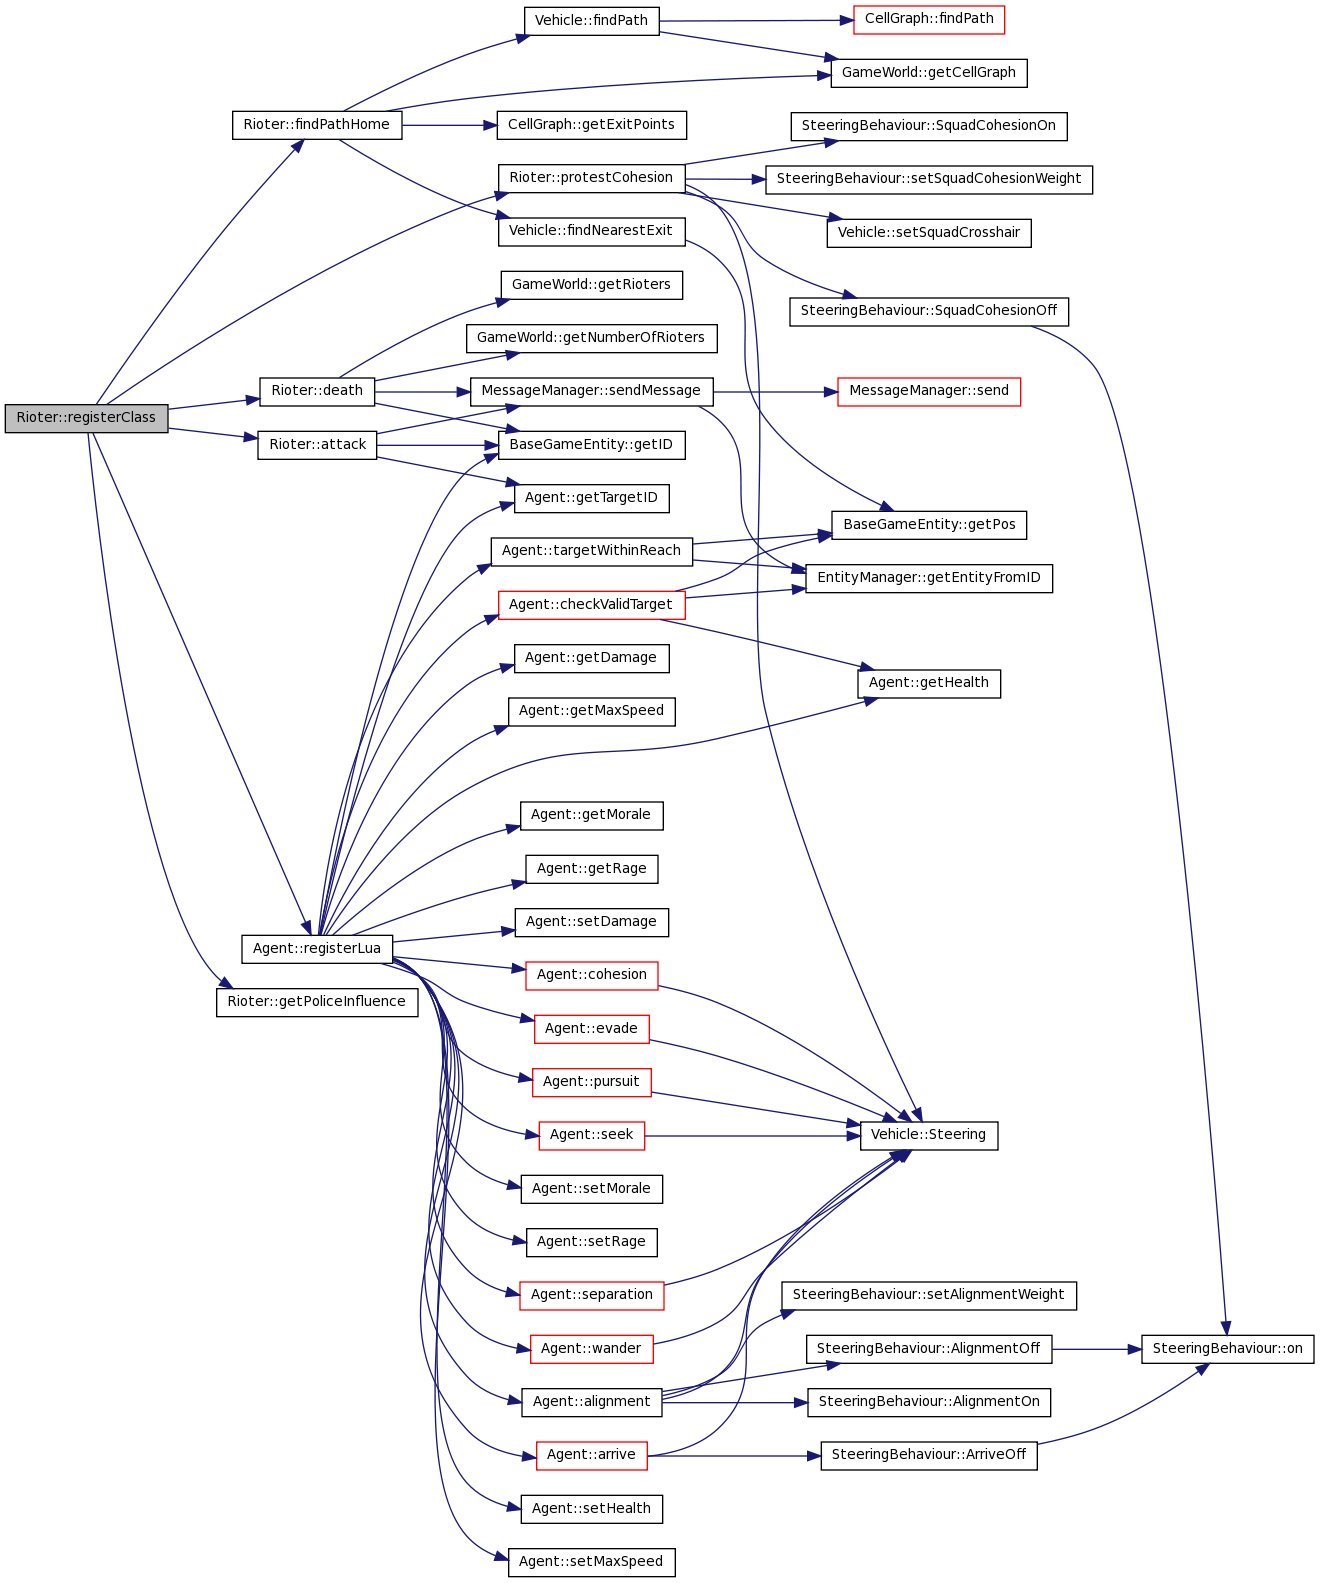 Vehicle::findPath
CellGraph::findPath
GameWorld::getCellGraph
Rioter::findPathHome
CellGraph::getExitPoints
SteeringBehaviour::SquadCohesionOn
Rioter::protestCohesion
SteeringBehaviour::setSquadCohesionWeight
Vehicle::findNearestExit
Vehicle::setSquadCrosshair
GameWorld::getRioters
SteeringBehaviour::SquadCohesionOff
GameWorld::getNumberOfRioters
Rioter::death
MessageManager::sendMessage
MessageManager::send
Rioter::registerClass
Rioter::attack
BaseGameEntity::getID
Agent::getTargetID
BaseGameEntity::getPos
Agent::targetWithinReach
EntityManager::getEntityFromID
Agent::checkValidTarget
Agent::getDamage
Agent::getHealth
Agent::getMaxSpeed
Agent::getMorale
Agent::getRage
Agent::setDamage
Agent::registerLua
Agent::cohesion
Rioter::getPoliceInfluence
Agent::evade
Agent::pursuit
Agent::seek
Vehicle::Steering
Agent::setMorale
Agent::setRage
Agent::separation
SteeringBehaviour::setAlignmentWeight
Agent::wander
SteeringBehaviour::AlignmentOff
SteeringBehaviour::on
Agent::alignment
SteeringBehaviour::AlignmentOn
Agent::arrive
SteeringBehaviour::ArriveOff
Agent::setHealth
Agent::setMaxSpeed